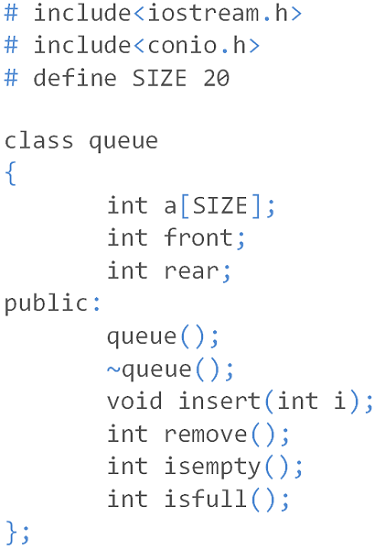 # include<iostream.h>
# include<conio.h>
# define SIZE 20
class queue
{
int a[SIZE];
int front;
int rear;
public:
queue();
~queue();
void insert(int i);
int remove();
int isempty();
int isfull();
};